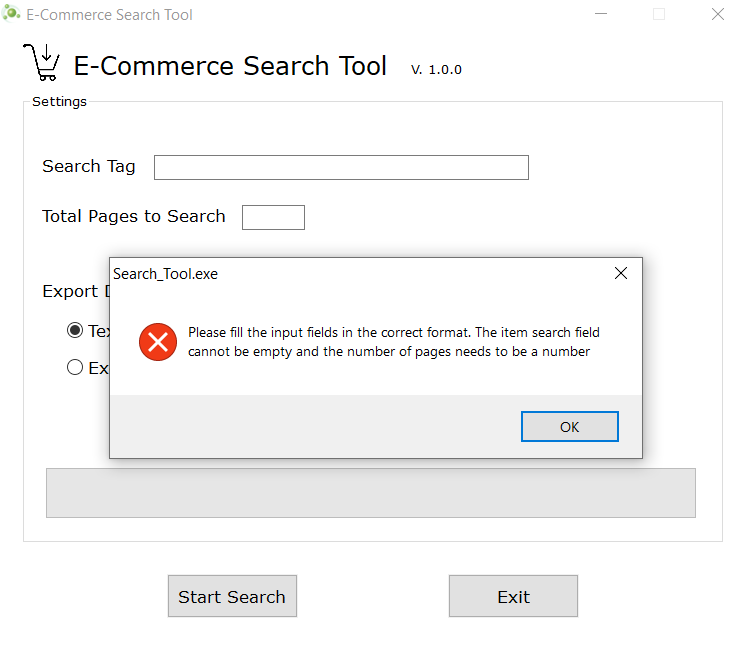 E-Commerce Search Tool
E-Commerce Search Tool V. 1.0.0
Settings
Search Tag
Total Pages to Search
Export
Search_Tool.exe
Please fill the input fields in the correct format. The item search field
cannot be empty and the number of pages needs to be a number
OK
Start Search
Exit